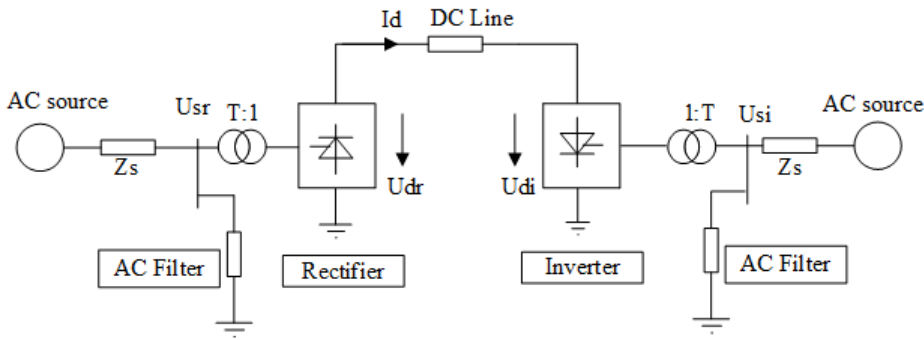 Id
DC Line
AC source
Usr
T:1
1:T
Usi
AC source
Zs
Udr
Udi
Zs
AC Filter
Rectifier
Inverter
AC Filter